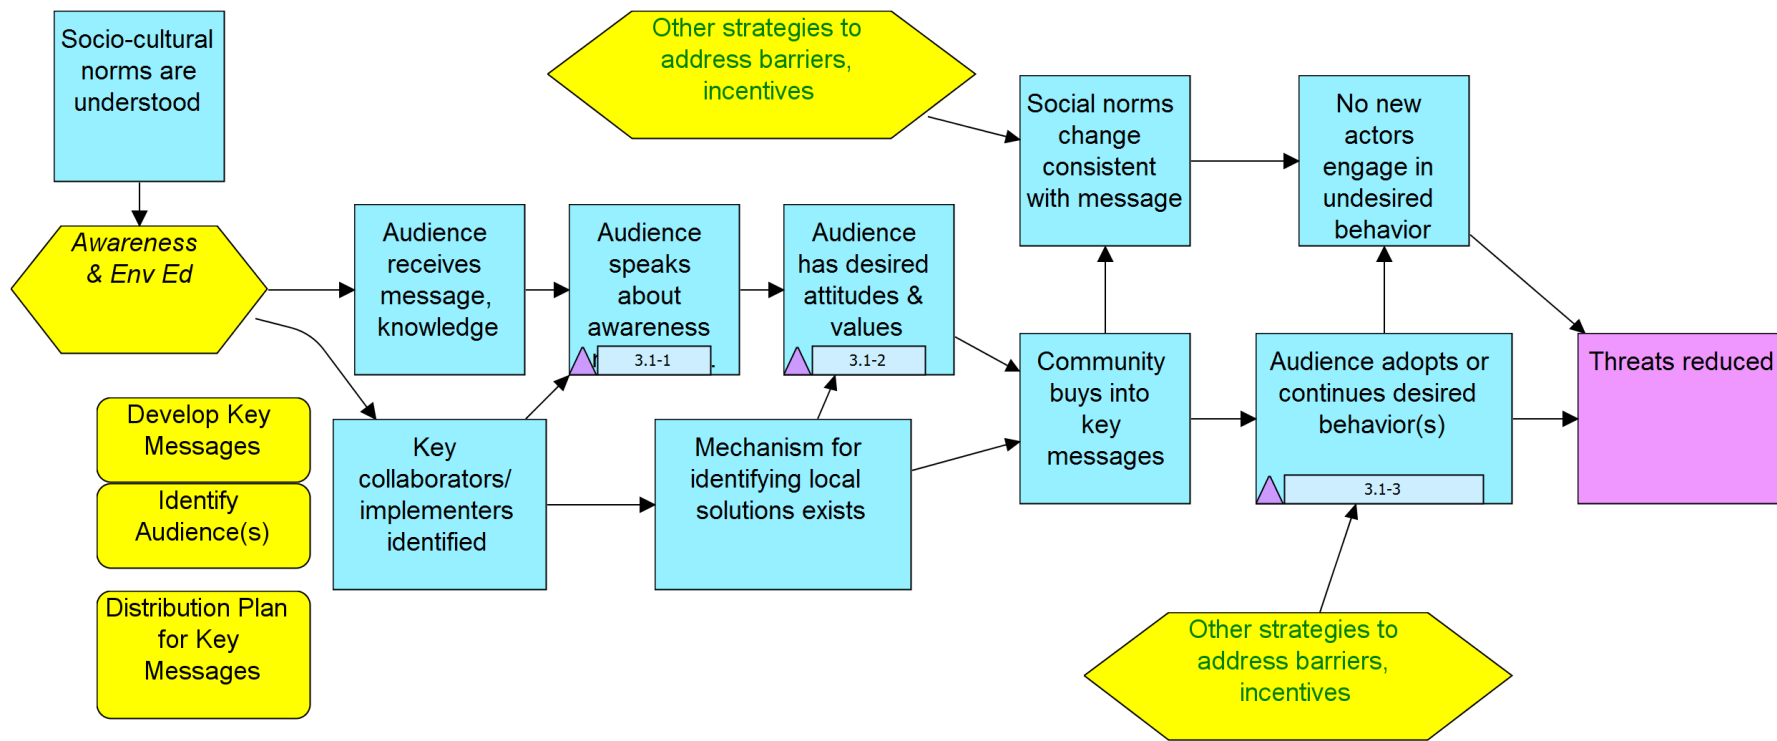 Socio-cultural
norms are
understood
Awareness
& Env Ed
Develop Key
Messages
Identify
Audience(s)
Distribution Plan
for Key
Messages
Audience
receives
message,
knowledge
Key
collaborators/
implementers
identified
Audience
speaks
about
awareness
3.1-1
Audience
has desired
attitudes &
values
3.1-2
Mechanism for
identifying local
solutions exists
Other strategies to
address barriers,
incentives
Social norms
change
consistent
with message
Community
buys into
key
messages
No new
actors
engage in
undesired
behavior
Audience adopts or
continues desired
behavior(s)
3.1-3
Other strategies to
address barriers,
incentives
Threats reduced